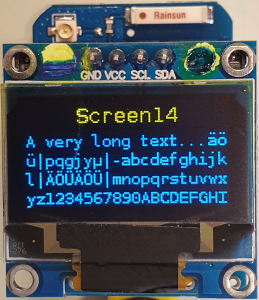 Rainsun
GND VCC SCL SDA
Screen14
A very long text...äö
ü|pqgjyµ|-abcdefghijk
l|ÄÖÜÄÖÜ|mnopqrstuvwx
yz1234567890ABCDEFGHI